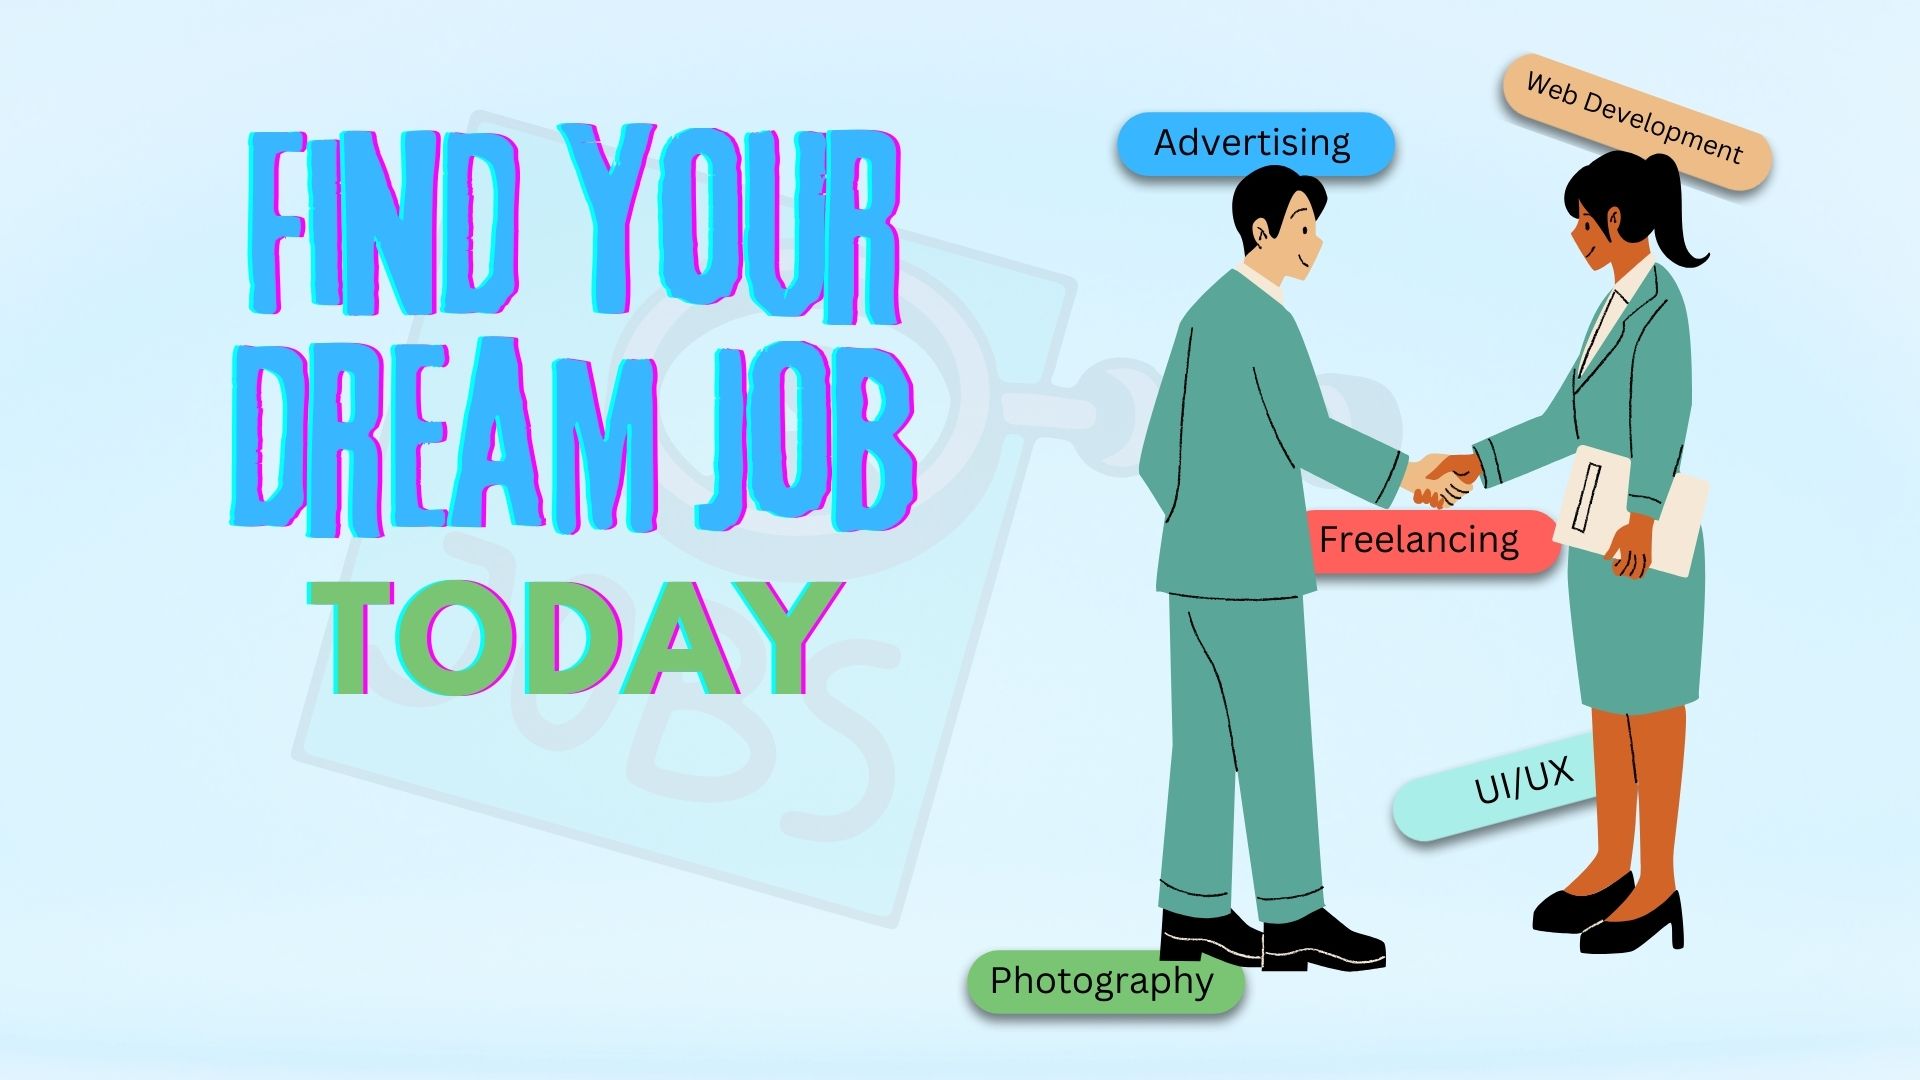 FIND YOUR
DREAM JOB
TODAY
JOBS
Advertising
Web Development
Freelancing
UI/UX
Photography